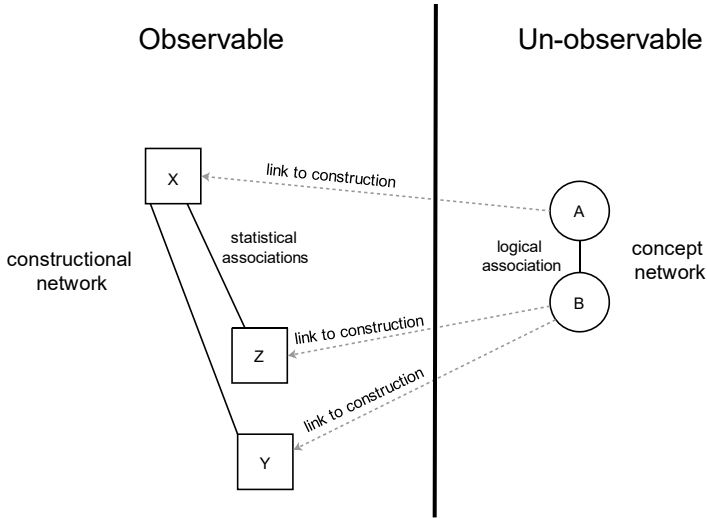 Observable
Un-observable
link to construction
X
A
statistical
associations
logical
association
concept
network
constructional
network
B
link to construction
Z
link to construction
Y